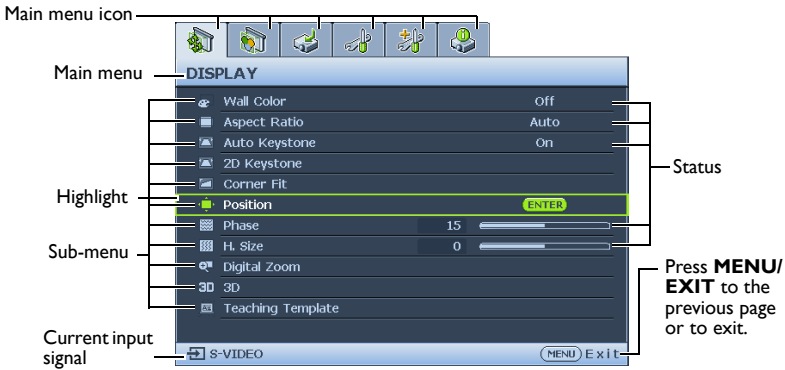 Main menu icon
Main menu
DISPLAY
Wall Color Off
Aspect Ratio Auto
Auto Keystone On
2D Keystone
Status
Corner Fit
Highlight
Position ENTER
Phase 15
Sub-menu
H. Size 0
Digital Zoom
3D 3D
Teaching Template
Press MENU/
EXIT to the
previous page
or to exit.
Current input
signal
S-VIDEO
MENU Exit